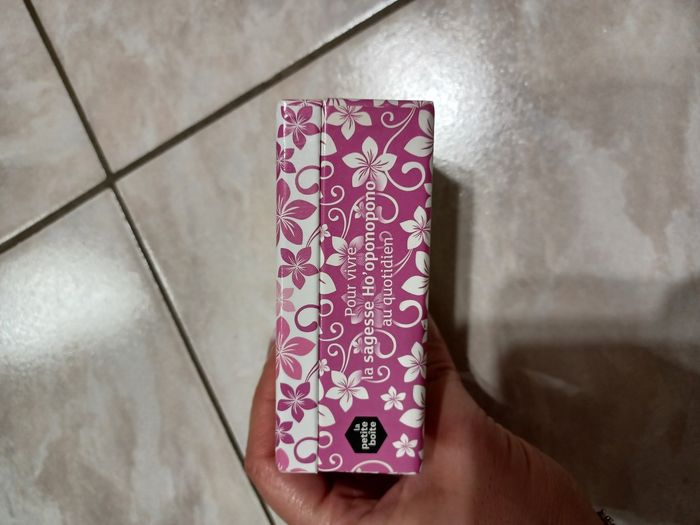 Pour vivre
la sagesse Ho'oponopono
au quotidien
la
petite
boîte